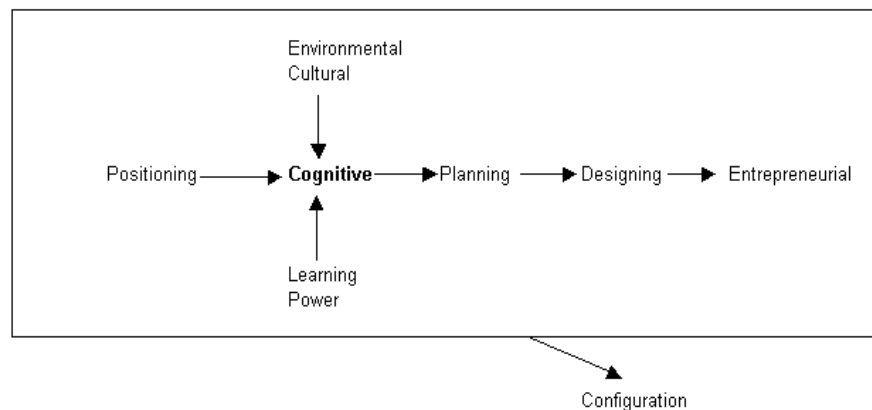 Environmental
Cultural
Positioning Cognitive Planning Designing Entrepreneurial
Learning
Power
Configuration